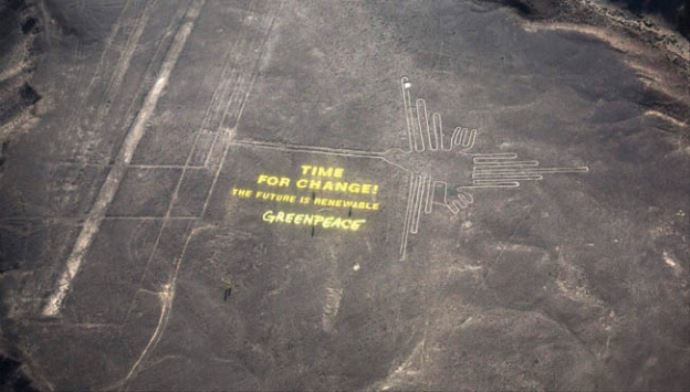 TIME
FOR CHANGE!
THE FUTURE IS RENEWABLE
GREENPEACE